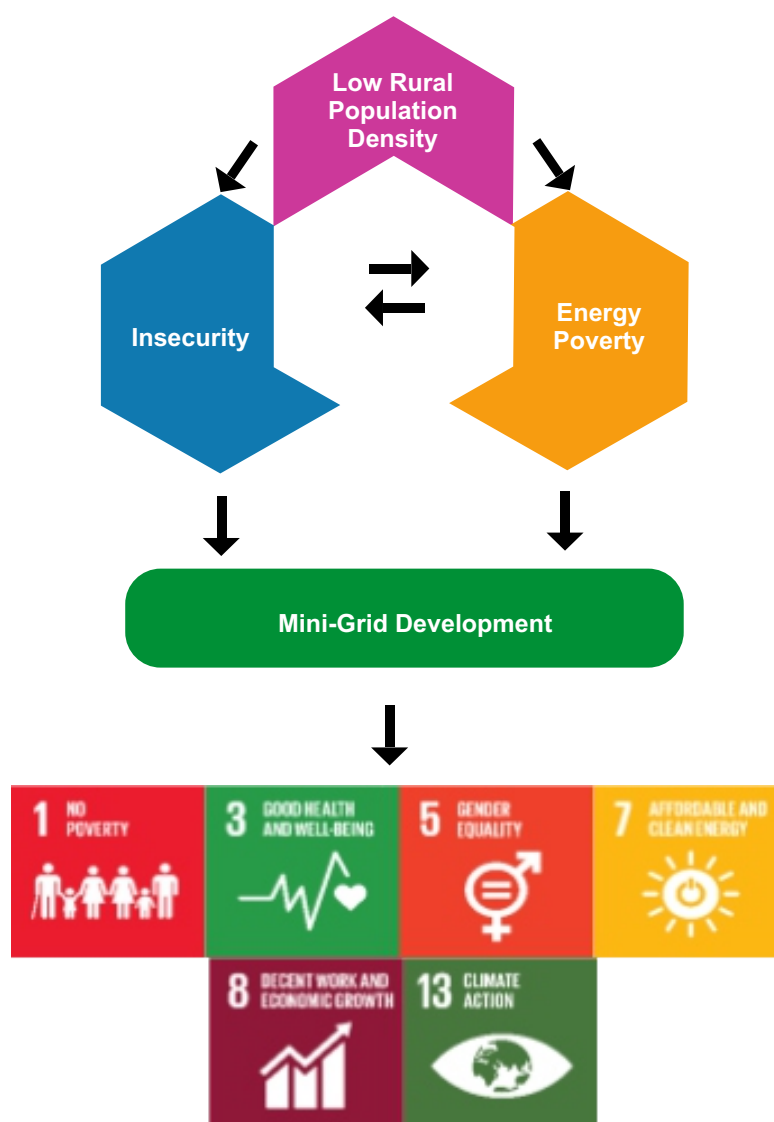 Low Rural
Population
Density
Insecurity
Energy
Poverty
Mini-Grid Development
1 NO
POVERTY
3 GOOD HEALTH
AND WELL-BEING
5 GENDER
EQUALITY
7 AFFORDABLE AND
CLEAN ENERGY
8 DECENT WORK AND
ECONOMIC GROWTH
13 CLIMATE
ACTION